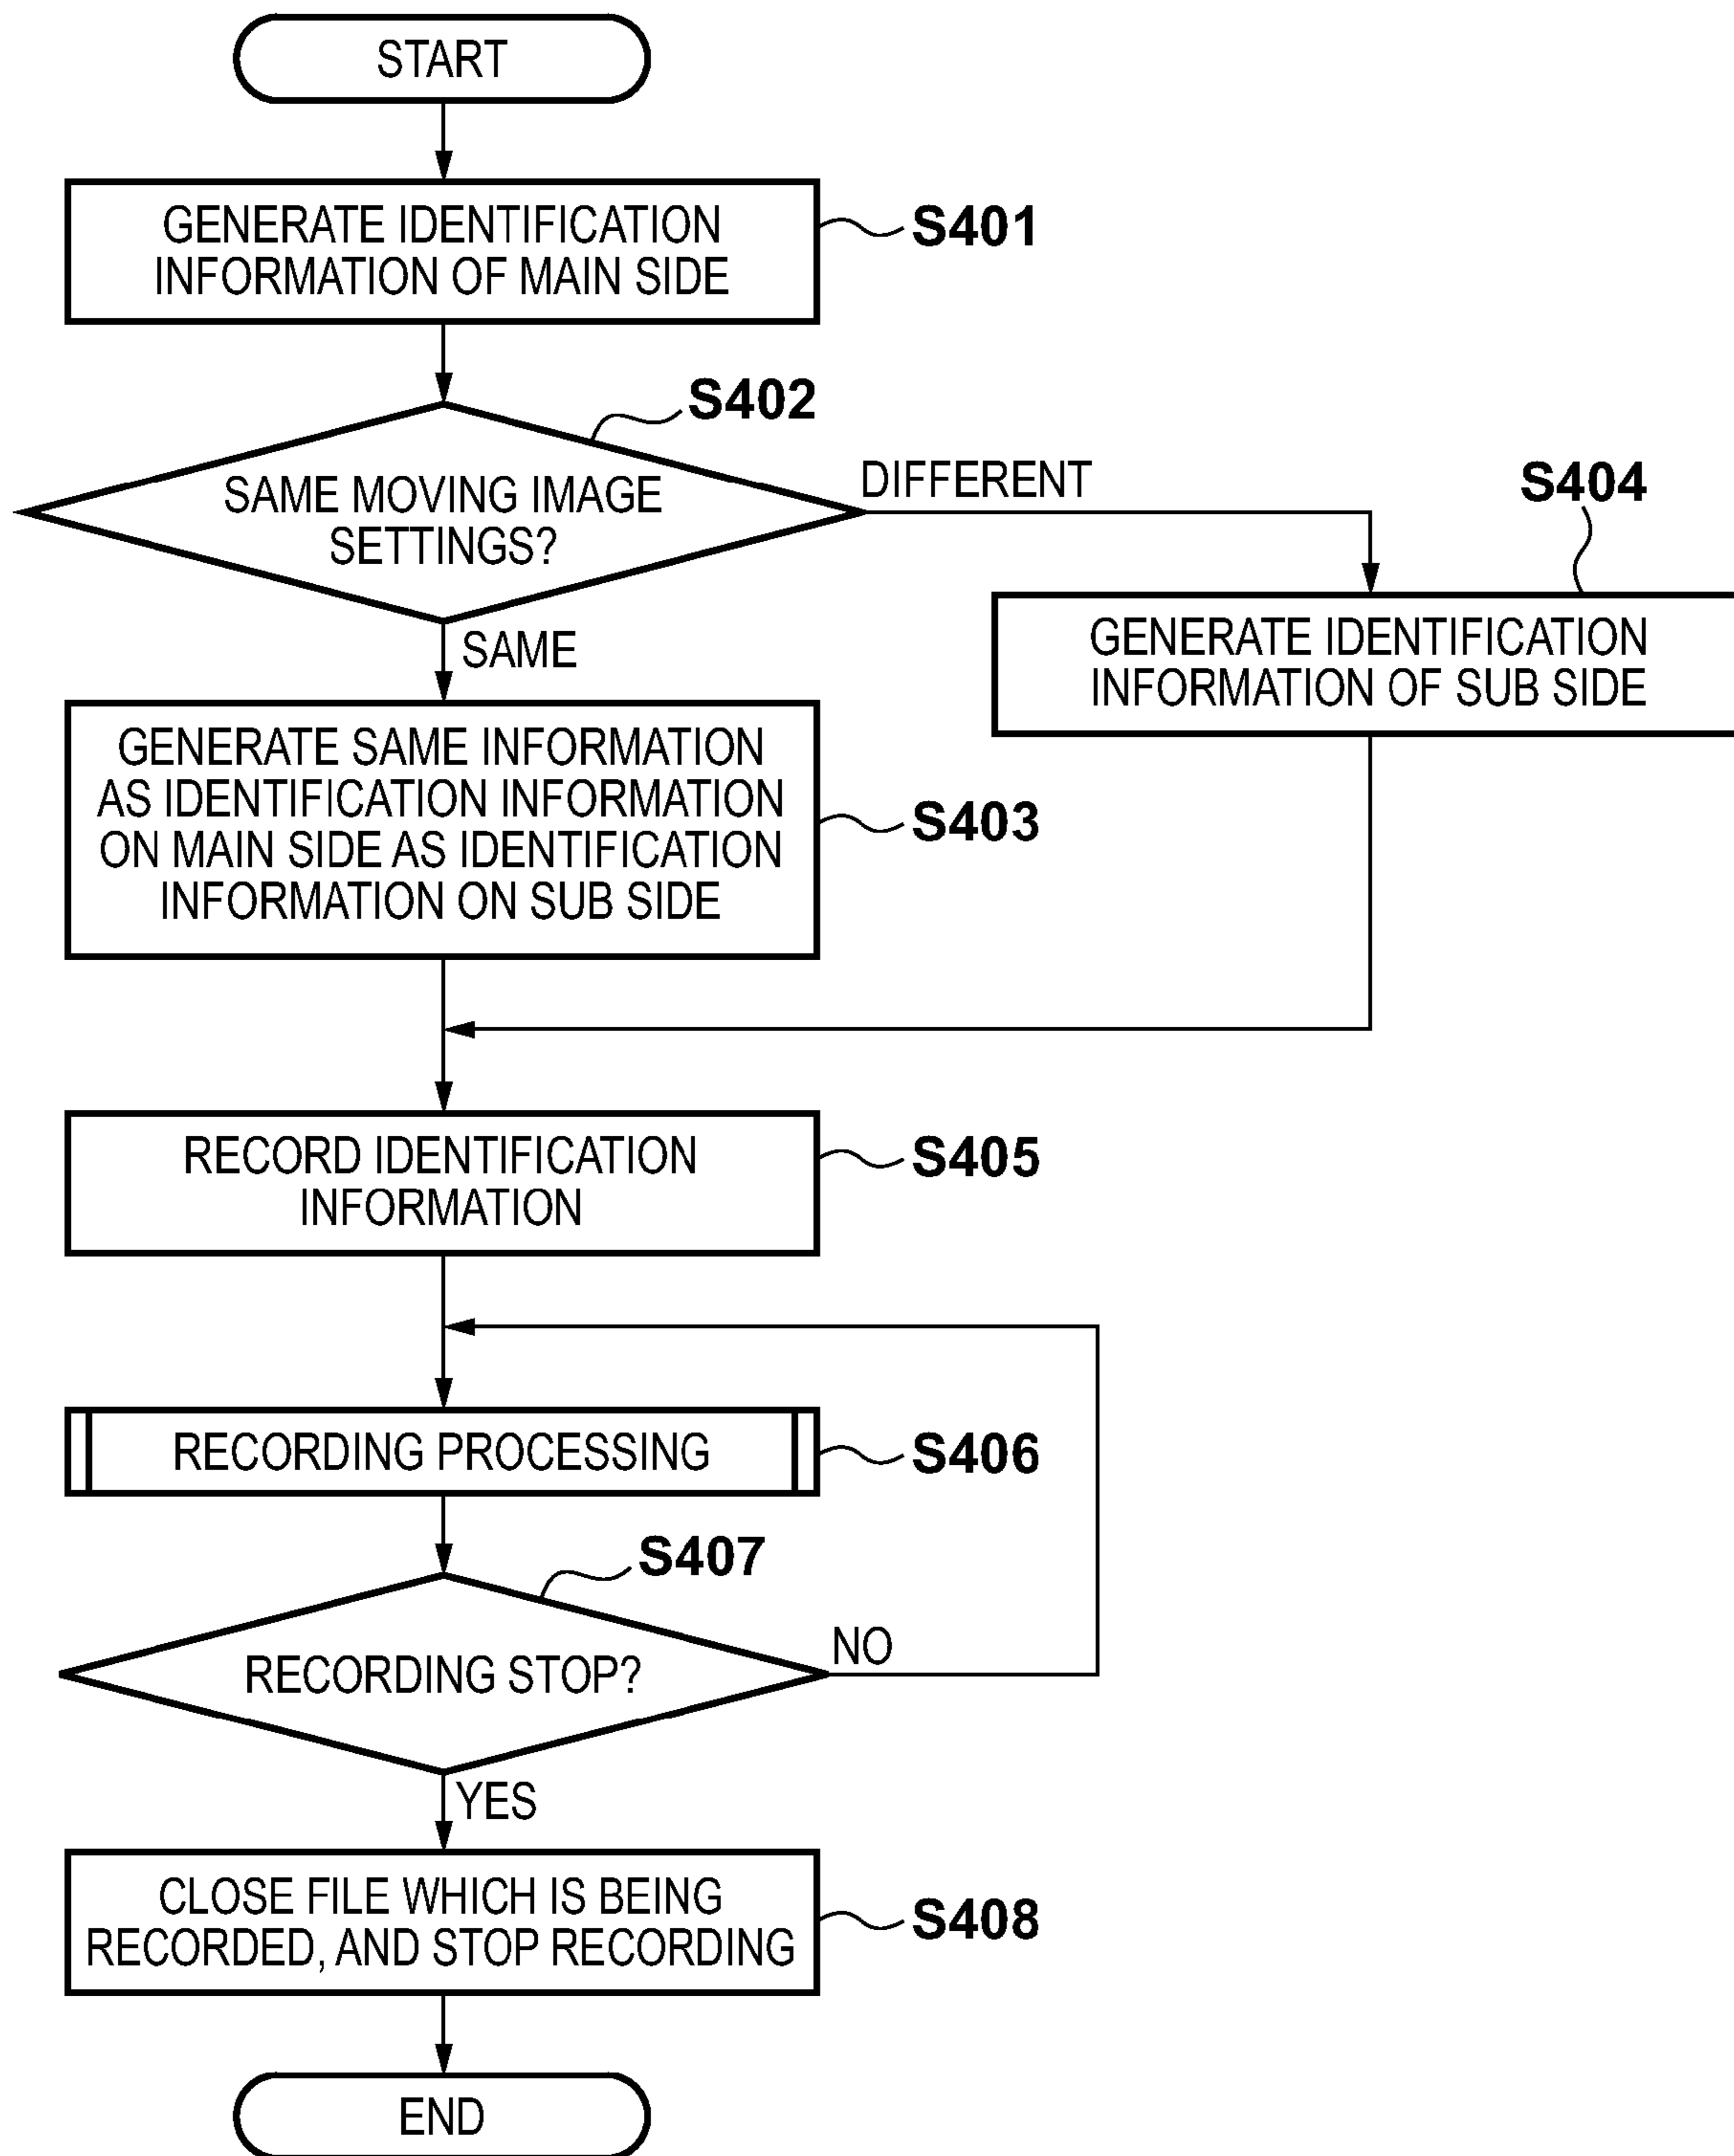 START
GENERATE IDENTIFICATION
INFORMATION OF MAIN SIDE
S401
S402
SAME MOVING IMAGE
SETTINGS?
DIFFERENT
SAME
S404
GENERATE IDENTIFICATION
INFORMATION OF SUB SIDE
GENERATE SAME INFORMATION
AS IDENTIFICATION INFORMATION
ON MAIN SIDE AS IDENTIFICATION
INFORMATION ON SUB SIDE
S403
RECORD IDENTIFICATION
INFORMATION
S405
RECORDING PROCESSING
S406
S407
RECORDING STOP?
NO
YES
CLOSE FILE WHICH IS BEING
RECORDED, AND STOP RECORDING
S408
END